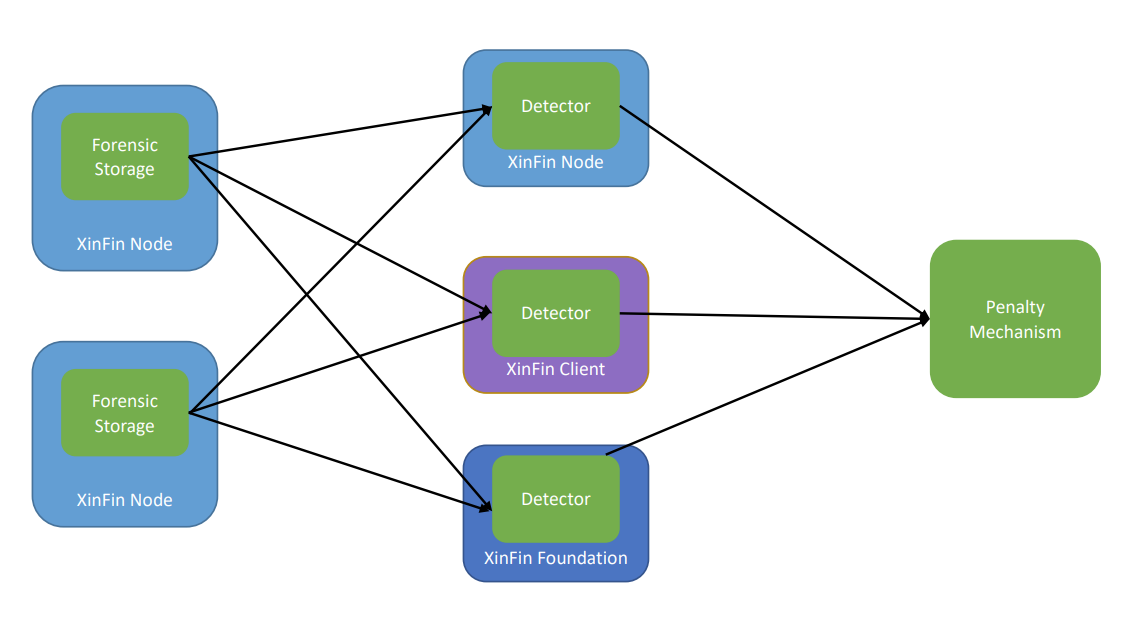 Forensic
Storage
XinFin Node
Forensic
Storage
XinFin Node
Detector
XinFin Node
Detector
XinFin Client
Detector
XinFin Foundation
Penalty
Mechanism